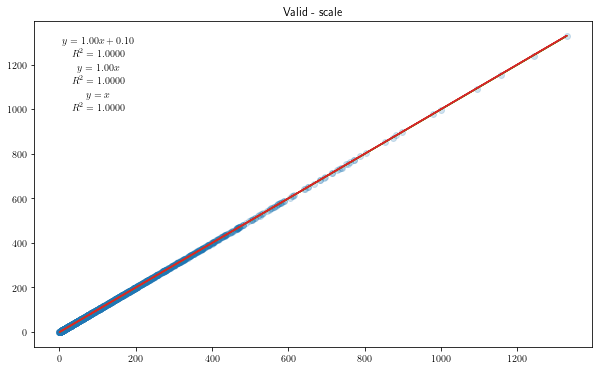 Valid - scale
y = 1.00x + 0.10
R² = 1.0000
y = 1.00x
R² = 1.0000
y = x
R² = 1.0000
1200
1000
800
600
400
200
0
0 200 400 600 800 1000 1200